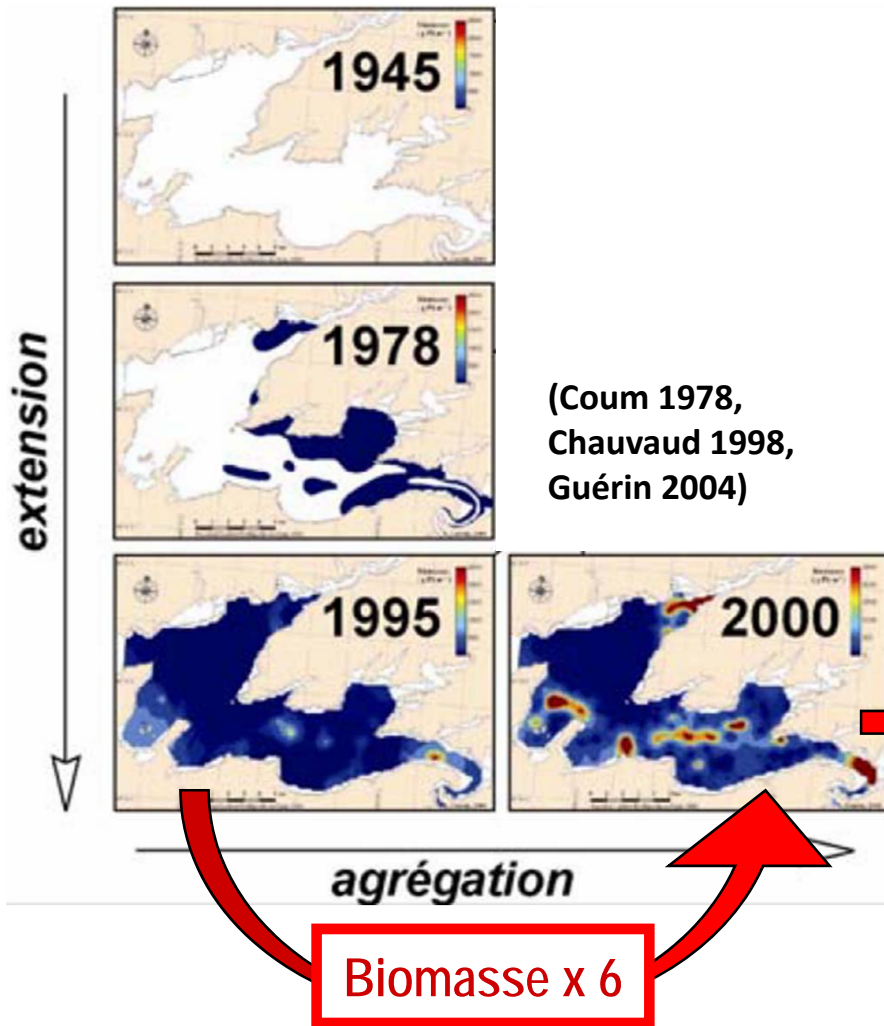 1945
extension
1978
(Coum 1978,
Chauvaud 1998,
Guérin 2004)
1995
2000
agrégation
Biomasse x 6